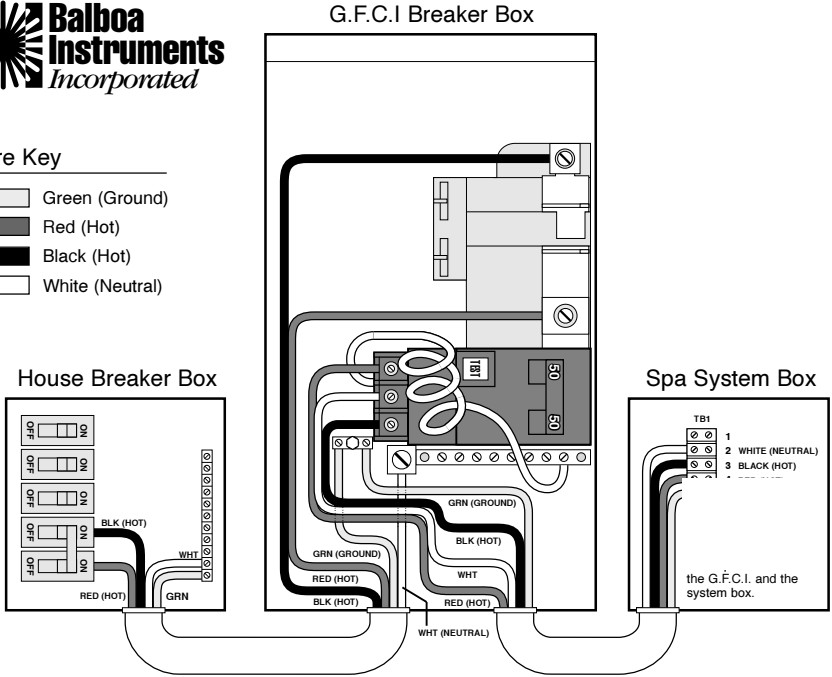 Balboa
Instruments
Incorporated
G.F.C.I Breaker Box
re Key
Green (Ground)
Red (Hot)
Black (Hot)
White (Neutral)
House Breaker Box
OFF ON
OFF ON
OFF ON
OFF ON
OFF ON
BLK (HOT)
WHT
RED (HOT)
GRN
TBT
50
50
GRN (GROUND)
BLK (HOT)
GRN (GROUND)
WHT
RED (HOT)
RED (HOT)
BLK (HOT)
WHT (NEUTRAL)
Spa System Box
TB1
1
2 WHITE (NEUTRAL)
3 BLACK (HOT)
the G.F.C.I. and the
system box.